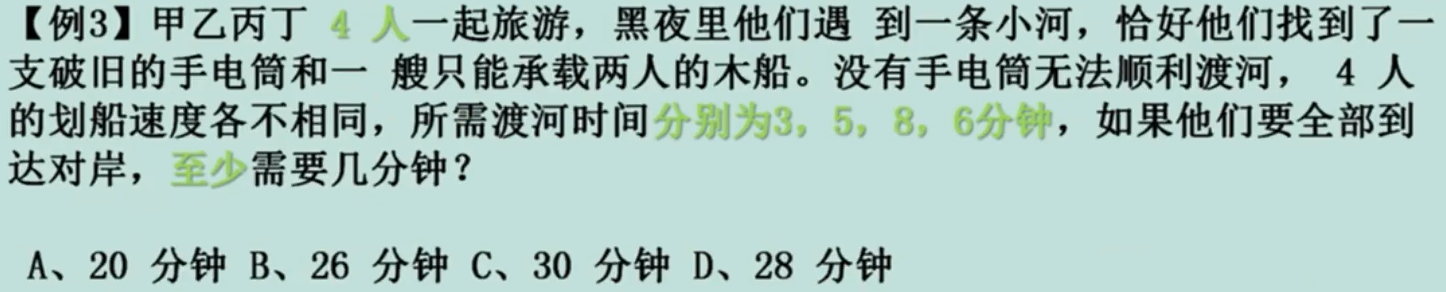 【例3】甲乙丙丁 4 人一起旅游，黑夜里他们遇 到一条小河，恰好他们找到了一
支破旧的手电筒和一 艘只能承载两人的木船。没有手电筒无法顺利渡河， 4 人
的划船速度各不相同，所需渡河时间分别为3，5，8，6分钟，如果他们要全部到
达对岸，至少需要几分钟？
A、20 分钟 B、26 分钟 C、30 分钟 D、28 分钟